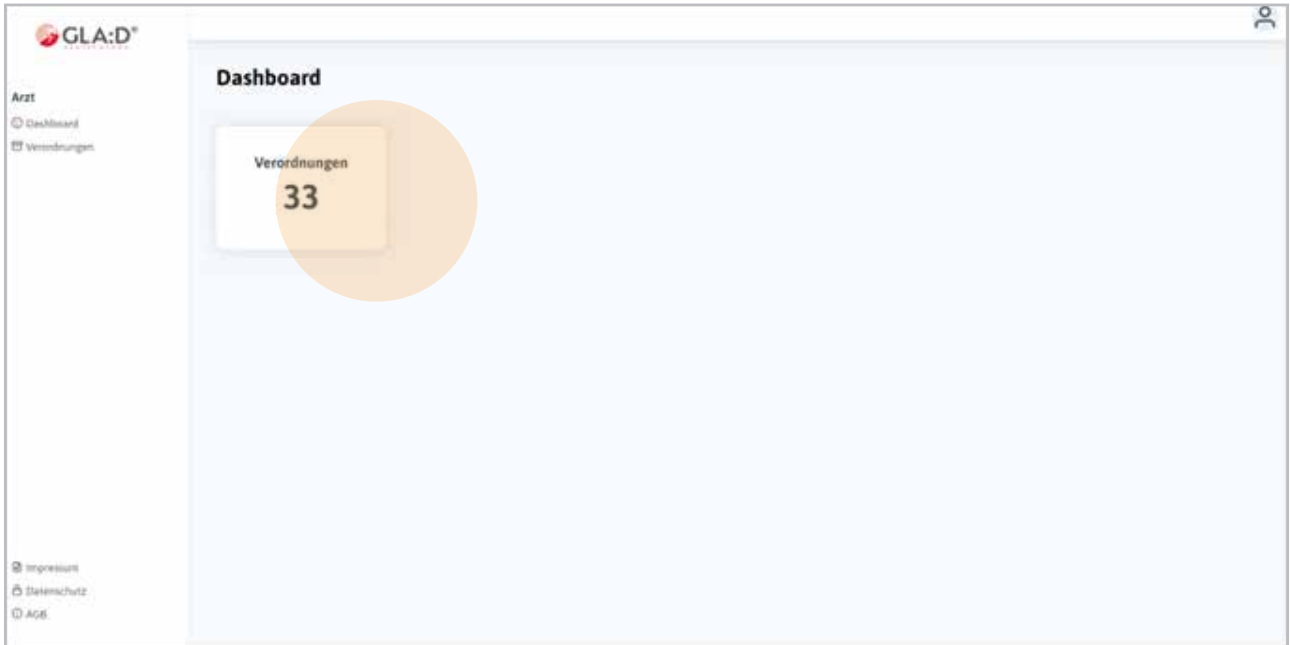 GLA:D®
Arzt
Dashboard
Verordnungen
Dashboard
Verordnungen
33
Impressum
Datenschutz
AGB